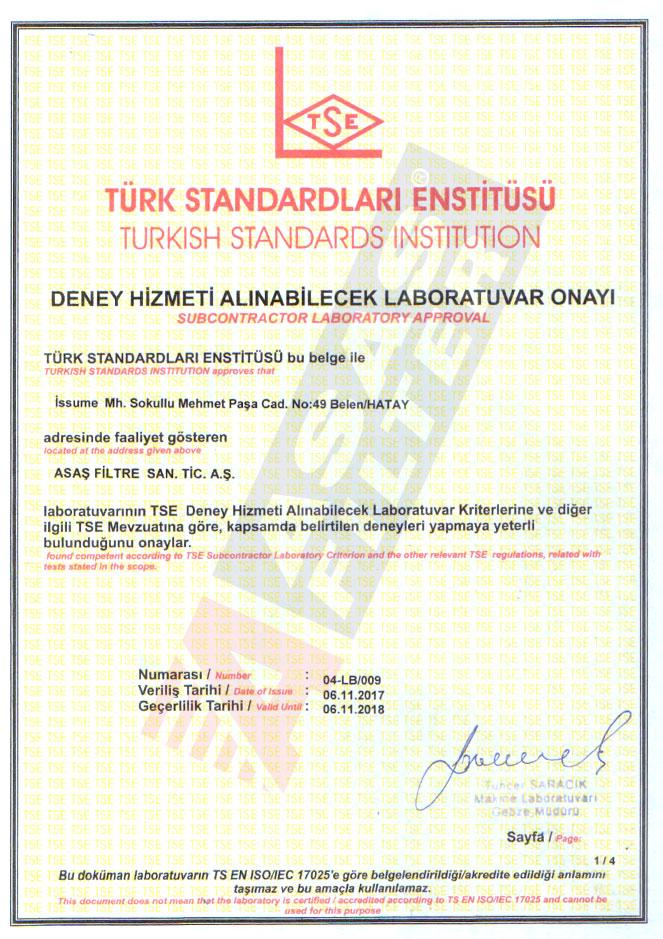 TSE
TÜRK STANDARDLARI ENSTİTÜSÜ
TURKISH STANDARDS INSTITUTION
DENEY HİZMETİ ALINABİLECEK LABORATUVAR ONAYI
SUBCONTRACTOR LABORATORY APPROVAL
TÜRK STANDARDLARI ENSTİTÜSÜ bu belge ile
TURKISH STANDARDS INSTITUTION approves that
İssume Mh. Sokullu Mehmet Paşa Cad. No:49 Belen/HATAY
adresinde faaliyet gösteren
located at the address given above
ASAŞ FİLTRE SAN. TİC. A.Ş.
laboratuvarının TSE Deney Hizmeti Alınabilecek Laboratuvar Kriterlerine ve diğer
ilgili TSE Mevzuatına göre, kapsamda belirtilen deneyleri yapmaya yeterli
bulunduğunu onaylar.
found competent according to TSE Subcontractor Laboratory Criterion and the other relevant TSE regulations, related with
tests stated in the scope.
ASAŞ FILTER ®
Numarası / Number : 04-LB/009
Veriliş Tarihi / Date of Issue : 06.11.2017
Geçerlilik Tarihi / Valid Until : 06.11.2018
Tuncer SARACIK
Makine Laboratuvarı
Gebze Müdürü
Sayfa / Page:
1 / 4
Bu doküman laboratuvarın TS EN ISO/IEC 17025'e göre belgelendirildiği/akredite edildiği anlamını
taşımaz ve bu amaçla kullanılamaz.
This document does not mean that the laboratory is certified / accredited according to TS EN ISO/IEC 17025 and cannot be
used for this purpose